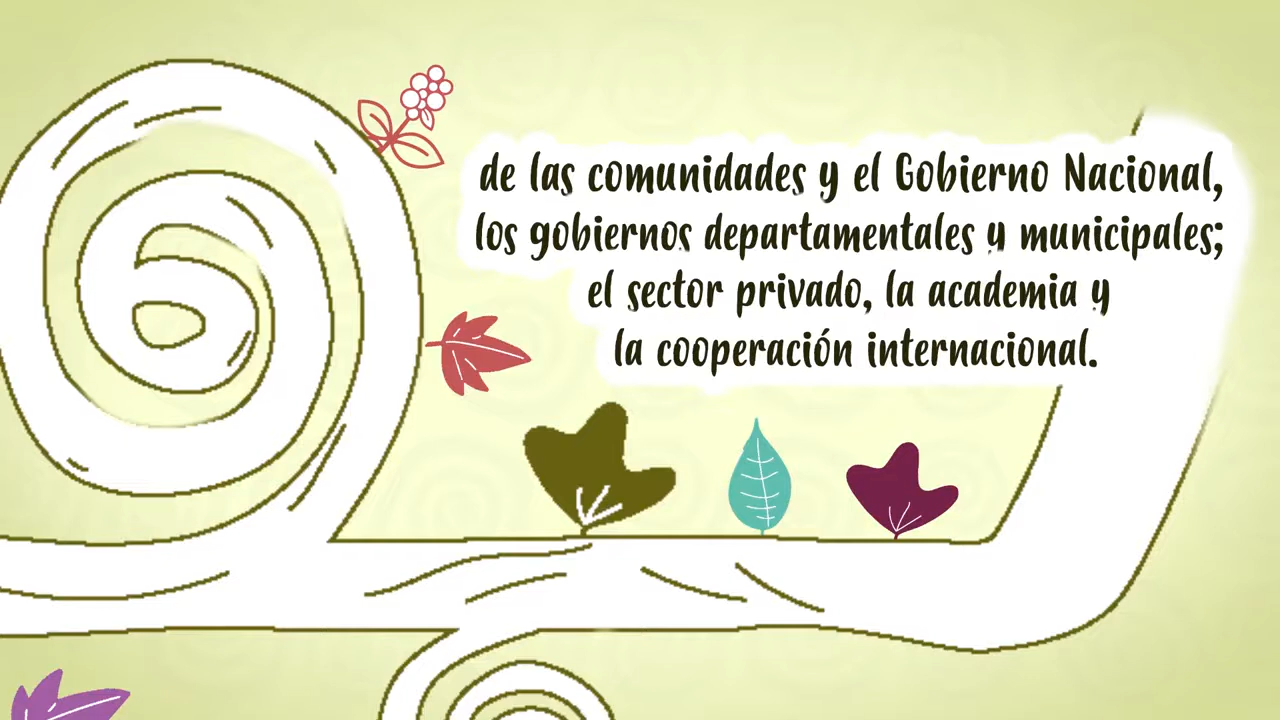 de las comunidades y el Gobierno Nacional,
los gobiernos departamentales y municipales;
el sector privado, la academia y
la cooperación internacional.